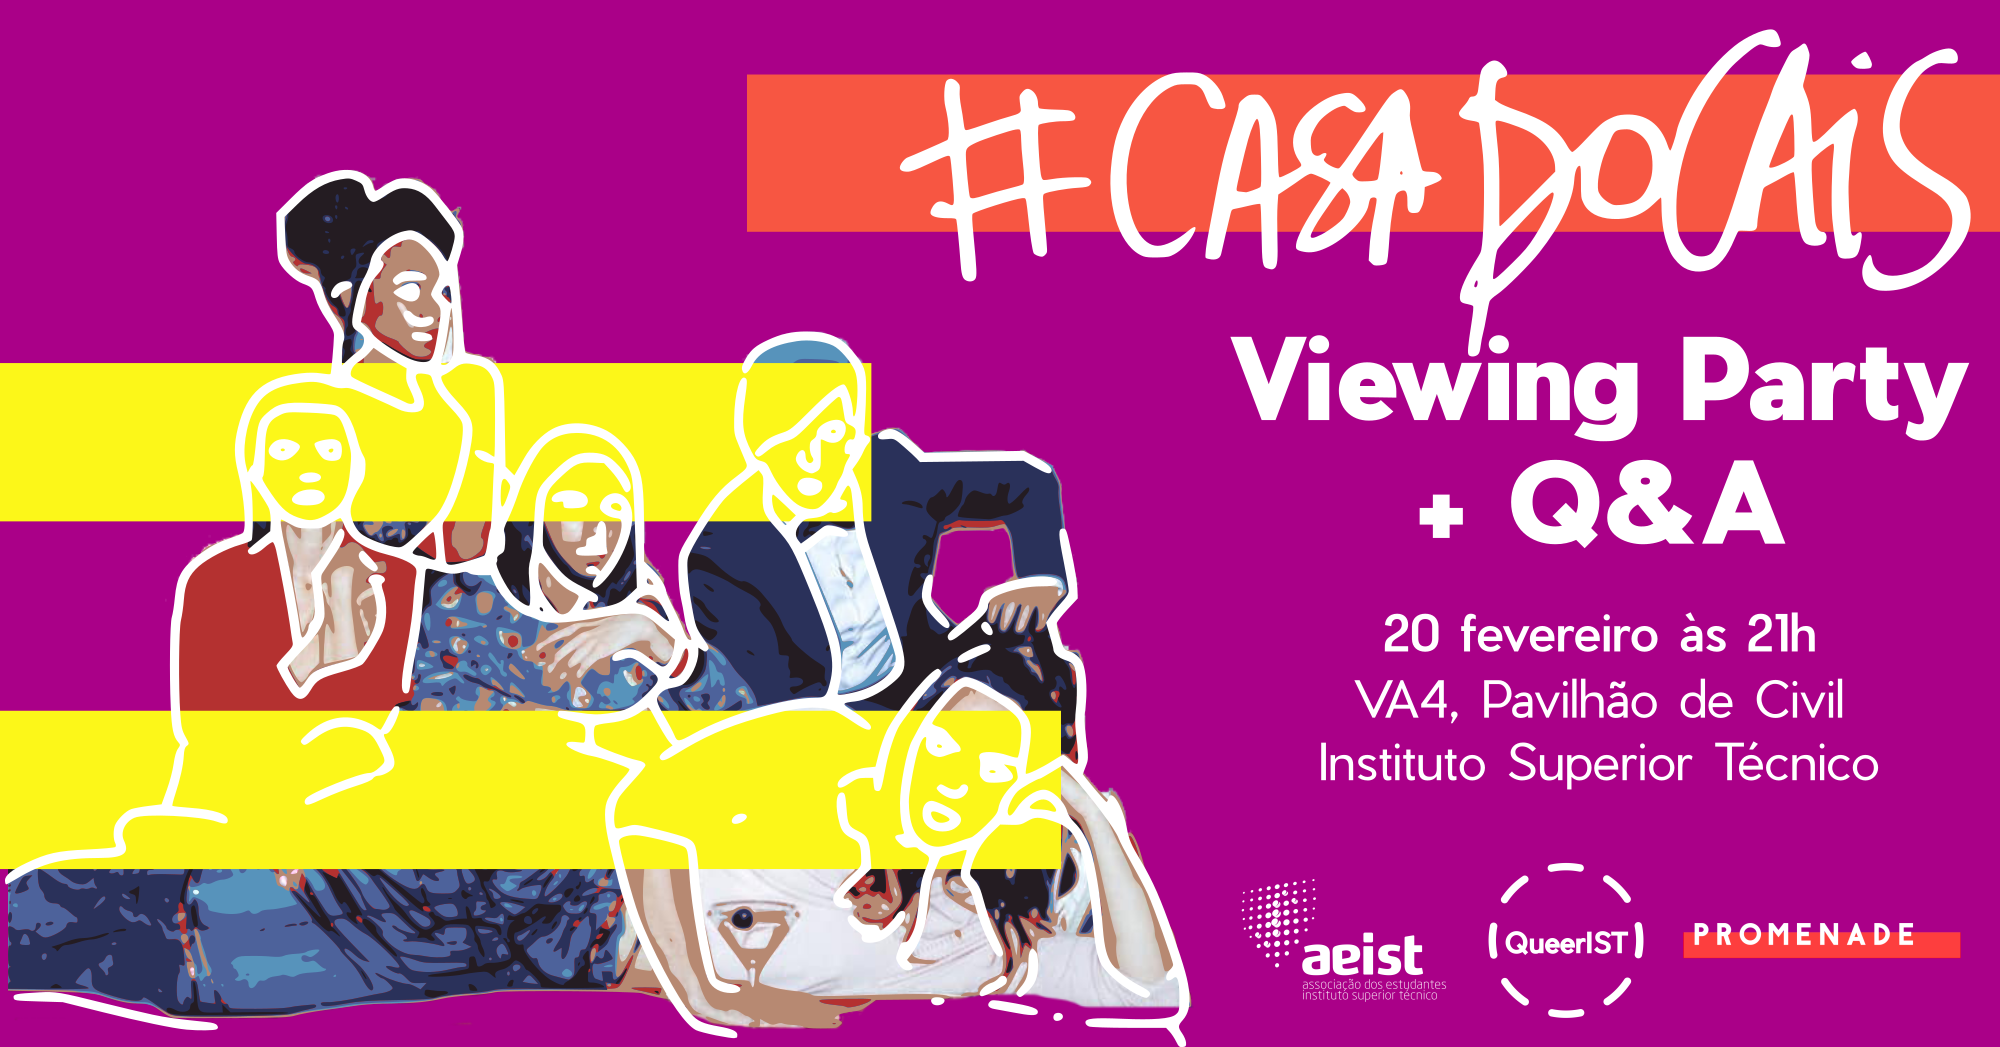 #CASADOCAiS
Viewing Party
+ Q&A
20 fevereiro às 21h
VA4, Pavilhão de Civil
Instituto Superior Técnico
aeist
associação dos estudantes
instituto superior técnico
QueerIST
PROMENADE